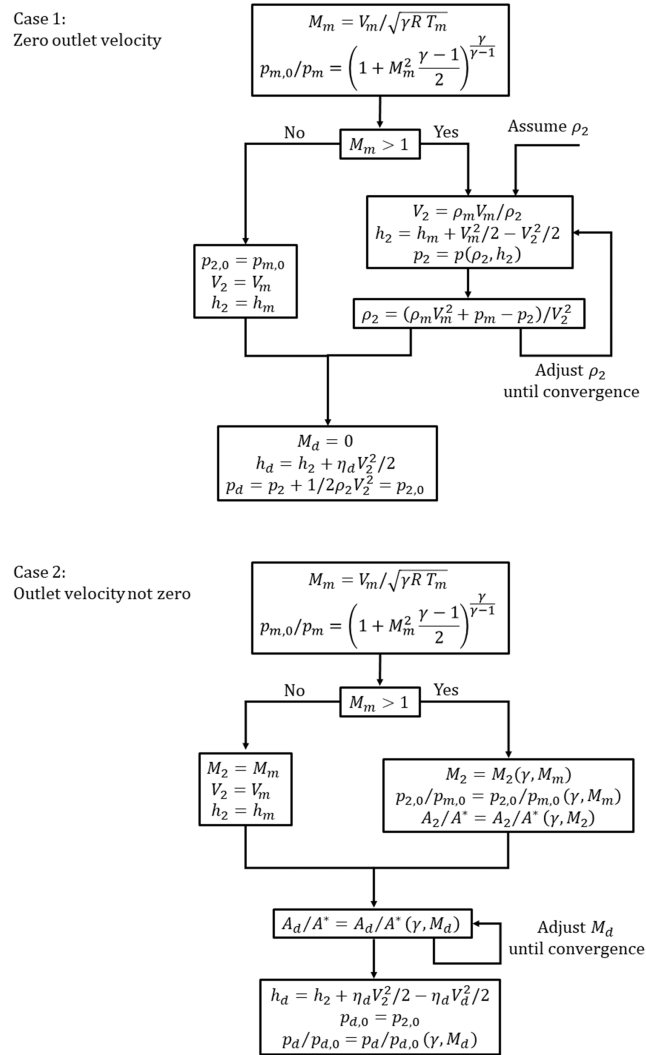 Case 1:
Zero outlet velocity
M_m = V_m/√(γR T_m)
p_{m,0}/p_m = (1 + M_m^2 (γ − 1)/2)^{γ/(γ−1)}
No
M_m > 1
Yes
Assume ρ_2
V_2 = ρ_m V_m/ρ_2
h_2 = h_m + V_m^2/2 − V_2^2/2
p_2 = p(ρ_2, h_2)
p_{2,0} = p_{m,0}
V_2 = V_m
h_2 = h_m
ρ_2 = (ρ_m V_m^2 + p_m − p_2)/V_2^2
Adjust ρ_2
until convergence
M_d = 0
h_d = h_2 + η_d V_2^2/2
p_d = p_2 + 1/2ρ_2 V_2^2 = p_{2,0}
Case 2:
Outlet velocity not zero
M_m = V_m/√(γR T_m)
p_{m,0}/p_m = (1 + M_m^2 (γ − 1)/2)^{γ/(γ−1)}
No
M_m > 1
Yes
M_2 = M_m
V_2 = V_m
h_2 = h_m
M_2 = M_2(γ, M_m)
p_{2,0}/p_{m,0} = p_{2,0}/p_{m,0}(γ, M_m)
A_2/A* = A_2/A*(γ, M_2)
A_d/A* = A_d/A*(γ, M_d)
Adjust M_d
until convergence
h_d = h_2 + η_d V_2^2/2 − η_d V_d^2/2
p_{d,0} = p_{2,0}
p_d/p_{d,0} = p_d/p_{d,0}(γ, M_d)